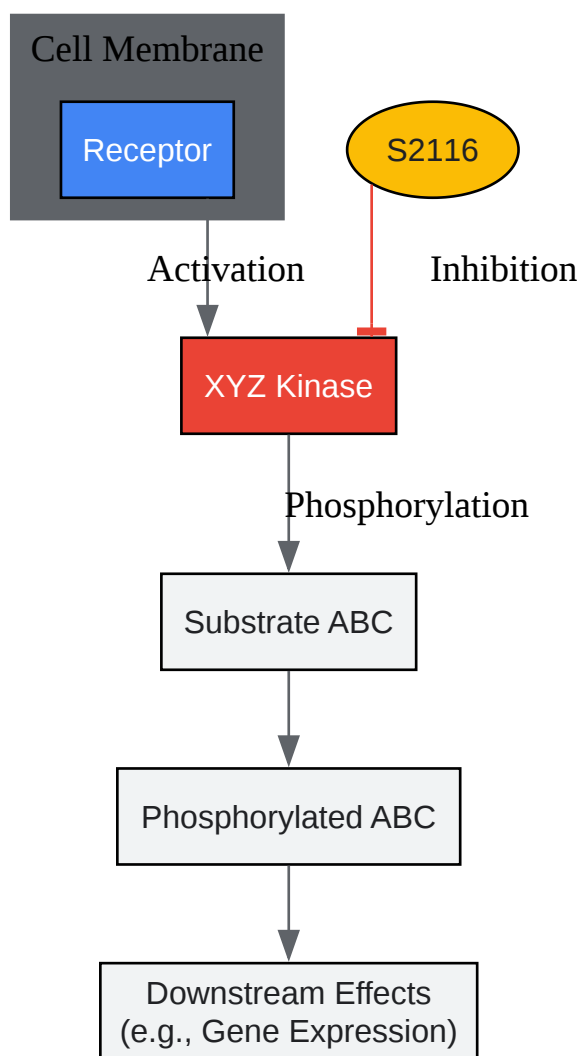 Cell Membrane
Receptor
S2116
Activation
Inhibition
XYZ Kinase
Phosphorylation
Substrate ABC
Phosphorylated ABC
Downstream Effects
(e.g., Gene Expression)